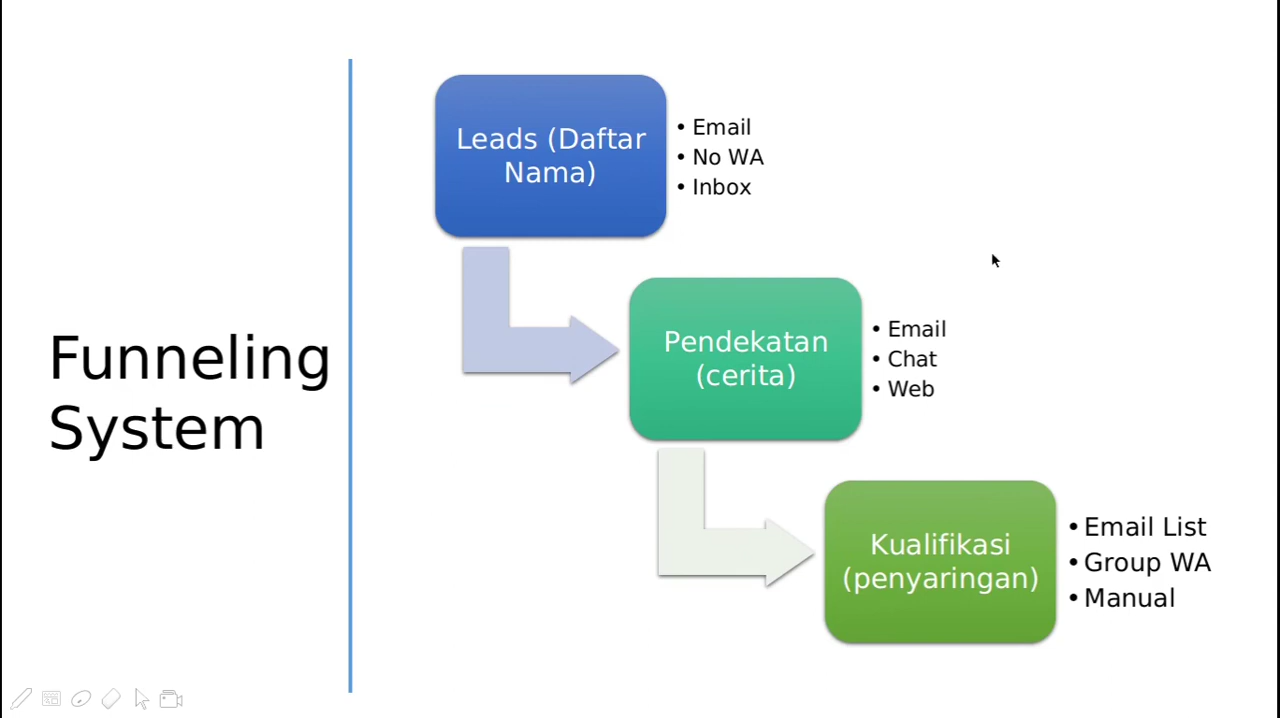 Funneling
System
Leads (Daftar
Nama)
• Email
• No WA
• Inbox
Pendekatan
(cerita)
• Email
• Chat
• Web
Kualifikasi
(penyaringan)
• Email List
• Group WA
• Manual